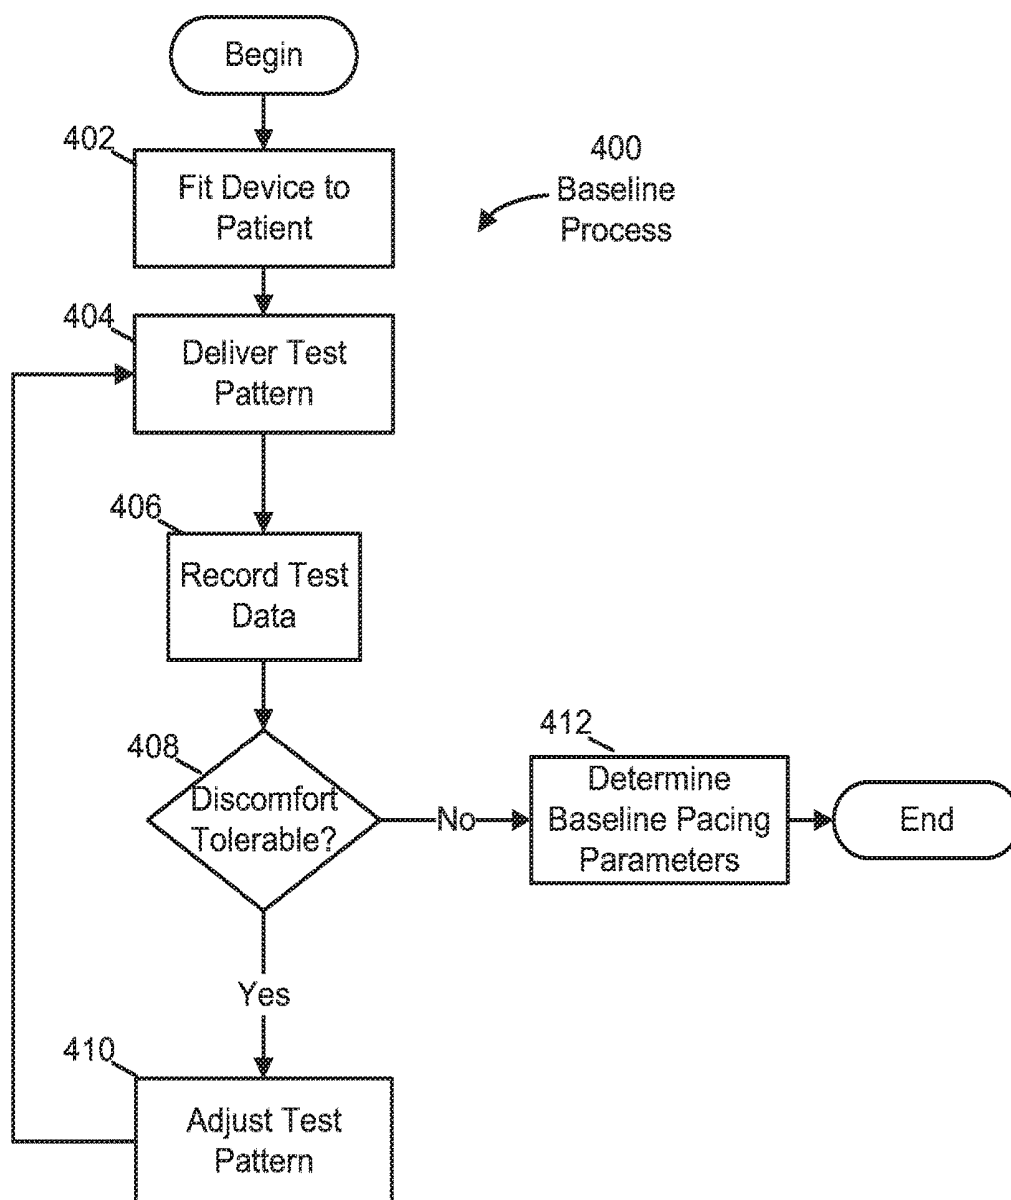 Begin
402
Fit Device to
Patient
400
Baseline
Process
404
Deliver Test
Pattern
406
Record Test
Data
408
Discomfort
Tolerable?
No
412
Determine
Baseline Pacing
Parameters
End
Yes
410
Adjust Test
Pattern